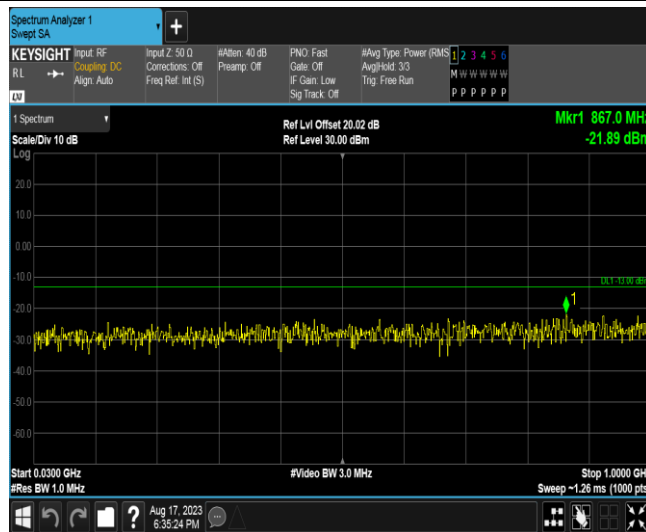 Spectrum Analyzer 1
Swept SA
+
KEYSIGHT
RL
LXI
Input: RF
Coupling: DC
Align: Auto
Input Z: 50 Ω
Corrections: Off
Freq Ref: Int (S)
#Atten: 40 dB
Preamp: Off
PNO: Fast
Gate: Off
IF Gain: Low
Sig Track: Off
#Avg Type: Power (RMS
Avg|Hold: 3/3
Trig: Free Run
1 2 3 4 5 6
M W W W W W
P P P P P P
1 Spectrum
Scale/Div 10 dB
Log
Ref Lvl Offset 20.02 dB
Ref Level 30.00 dBm
Mkr1 867.0 MHz
-21.89 dBm
20.0
10.0
0.00
-10.0
DL1 -13.00 dBm
1
-20.0
-30.0
-40.0
-50.0
-60.0
Start 0.0300 GHz
#Res BW 1.0 MHz
#Video BW 3.0 MHz
Stop 1.0000 GH
Sweep ~1.26 ms (1000 pts
?
Aug 17, 2023
6:35:24 PM